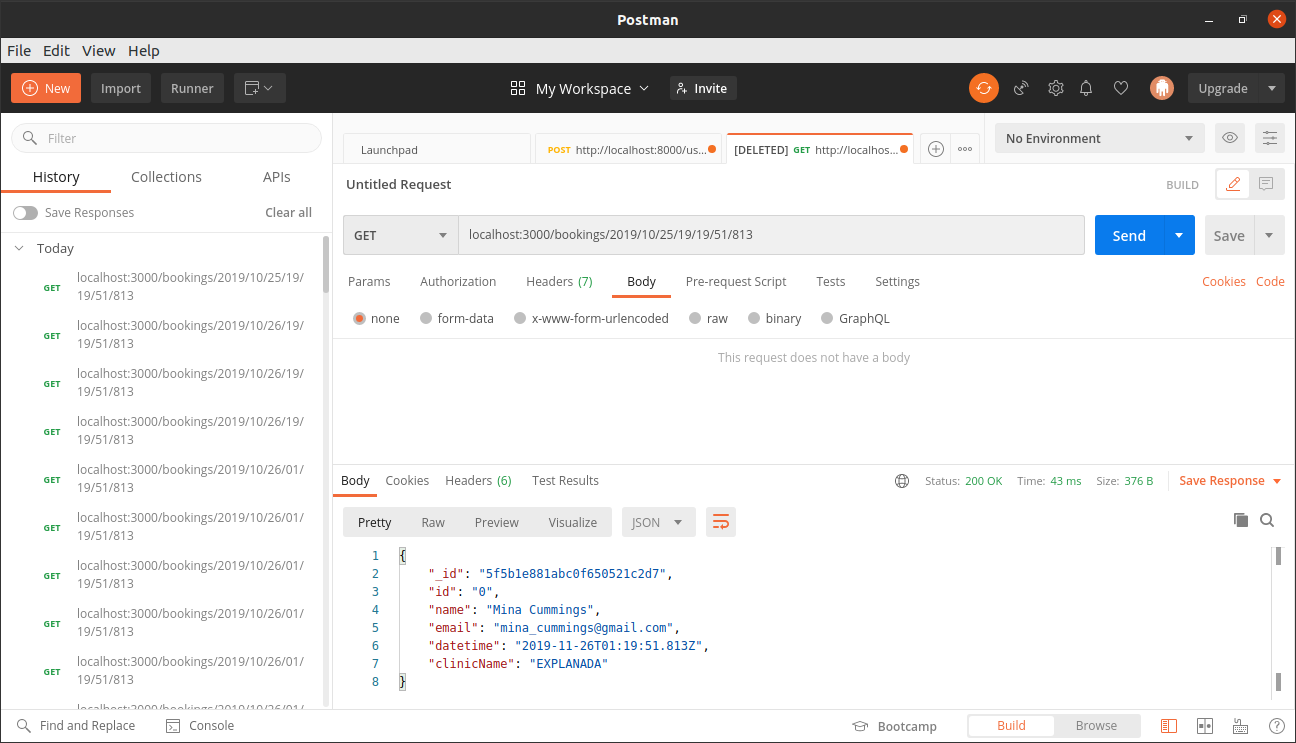 Postman
File Edit View Help
New Import Runner My Workspace Invite Upgrade
Filter
History Collections APIs
Save Responses Clear all
Today
GET localhost:3000/bookings/2019/10/25/19/
19/51/813
GET localhost:3000/bookings/2019/10/26/19/
19/51/813
GET localhost:3000/bookings/2019/10/26/19/
19/51/813
GET localhost:3000/bookings/2019/10/26/19/
19/51/813
GET localhost:3000/bookings/2019/10/26/01/
19/51/813
GET localhost:3000/bookings/2019/10/26/01/
19/51/813
GET localhost:3000/bookings/2019/10/26/01/
19/51/813
GET localhost:3000/bookings/2019/10/26/01/
19/51/813
GET localhost:3000/bookings/2019/10/26/01/
19/51/813
localhost:3000/bookings/2019/10/26/01/
Launchpad POST http://localhost:8000/us... [DELETED] GET http://localhos... No Environment
Untitled Request BUILD
GET localhost:3000/bookings/2019/10/25/19/19/51/813 Send Save
Params Authorization Headers (7) Body Pre-request Script Tests Settings Cookies Code
none form-data x-www-form-urlencoded raw binary GraphQL
This request does not have a body
Body Cookies Headers (6) Test Results Status: 200 OK Time: 43 ms Size: 376 B Save Response
Pretty Raw Preview Visualize JSON
1 {
2 "_id": "5f5b1e881abc0f650521c2d7",
3 "id": "0",
4 "name": "Mina Cummings",
5 "email": "mina_cummings@gmail.com",
6 "datetime": "2019-11-26T01:19:51.813Z",
7 "clinicName": "EXPLANADA"
8 }
Find and Replace Console Bootcamp Build Browse